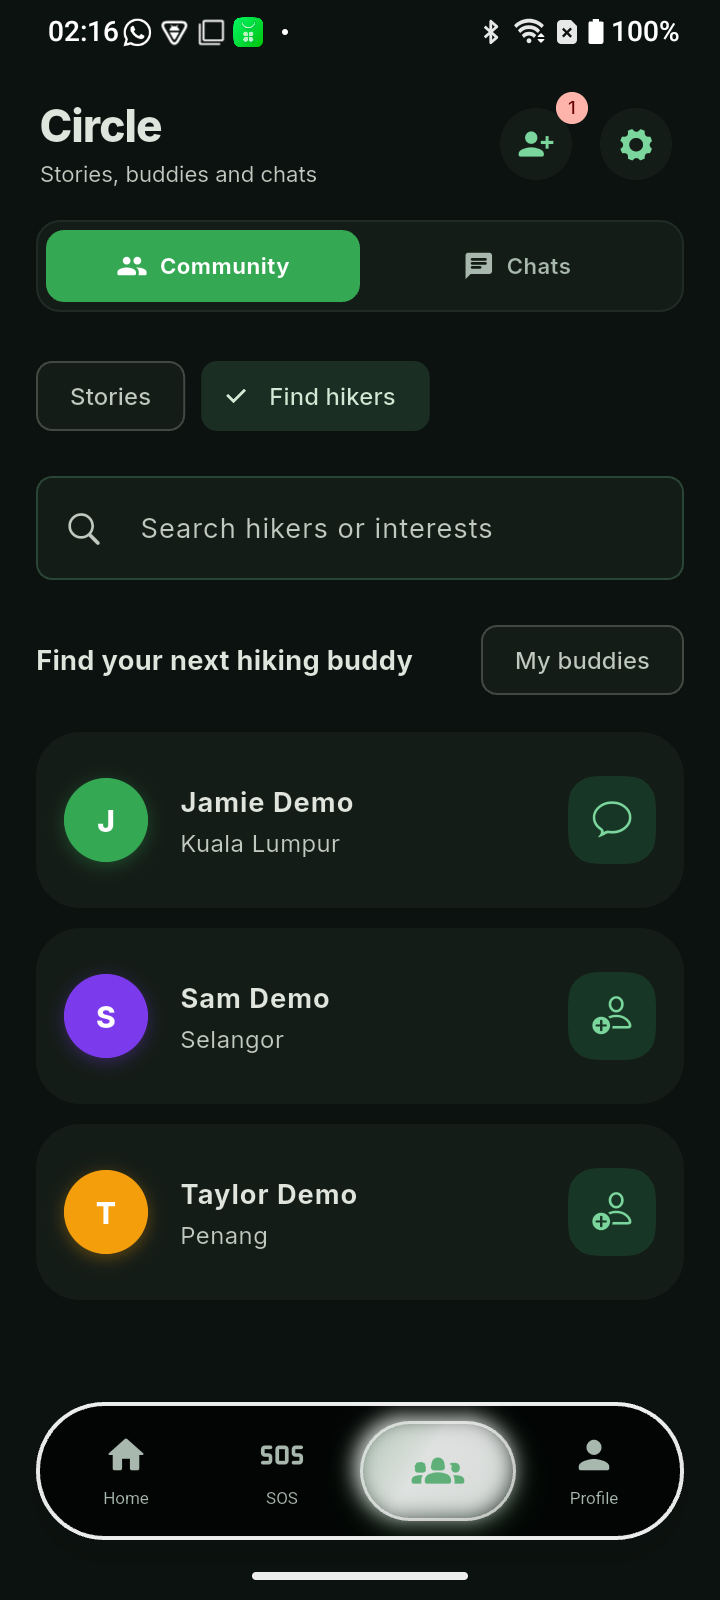 02:16
100%
Circle
1
Stories, buddies and chats
Community
Chats
Stories
Find hikers
Search hikers or interests
Find your next hiking buddy
My buddies
J
Jamie Demo
Kuala Lumpur
S
Sam Demo
Selangor
T
Taylor Demo
Penang
SOS
Home
SOS
Profile